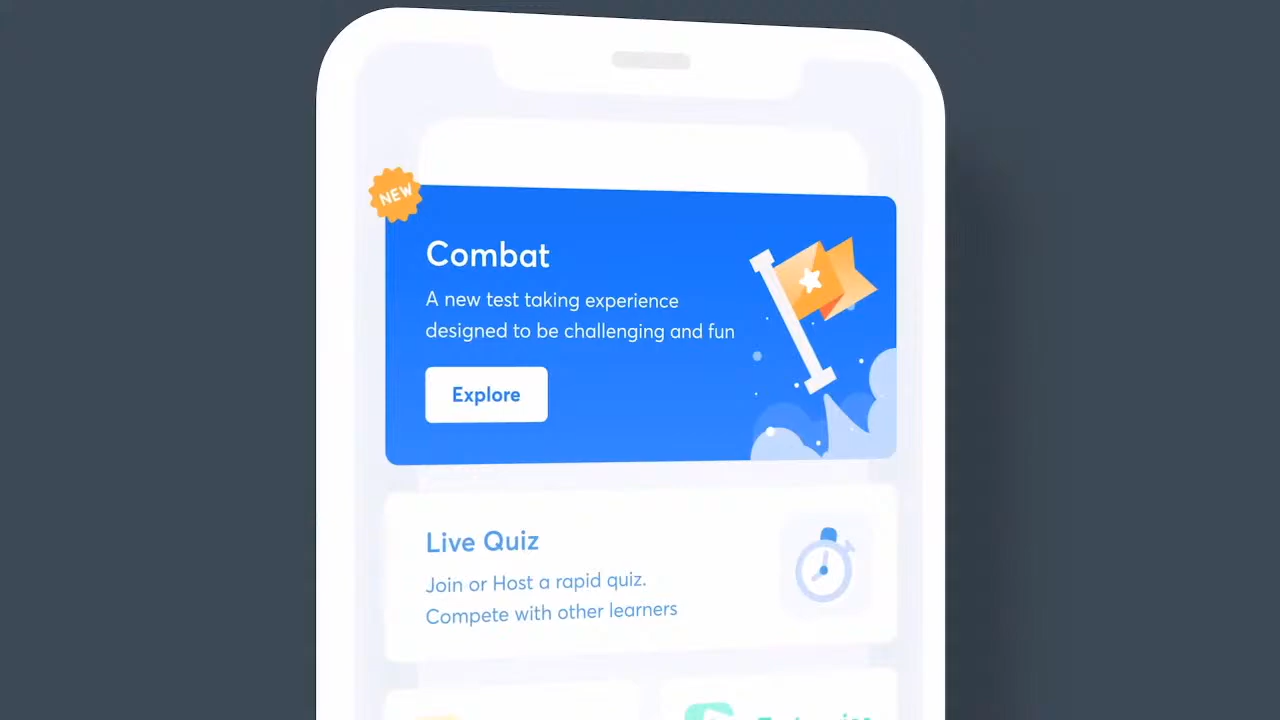 NEW
Combat
A new test taking experience
designed to be challenging and fun
Explore
Live Quiz
Join or Host a rapid quiz.
Compete with other learners